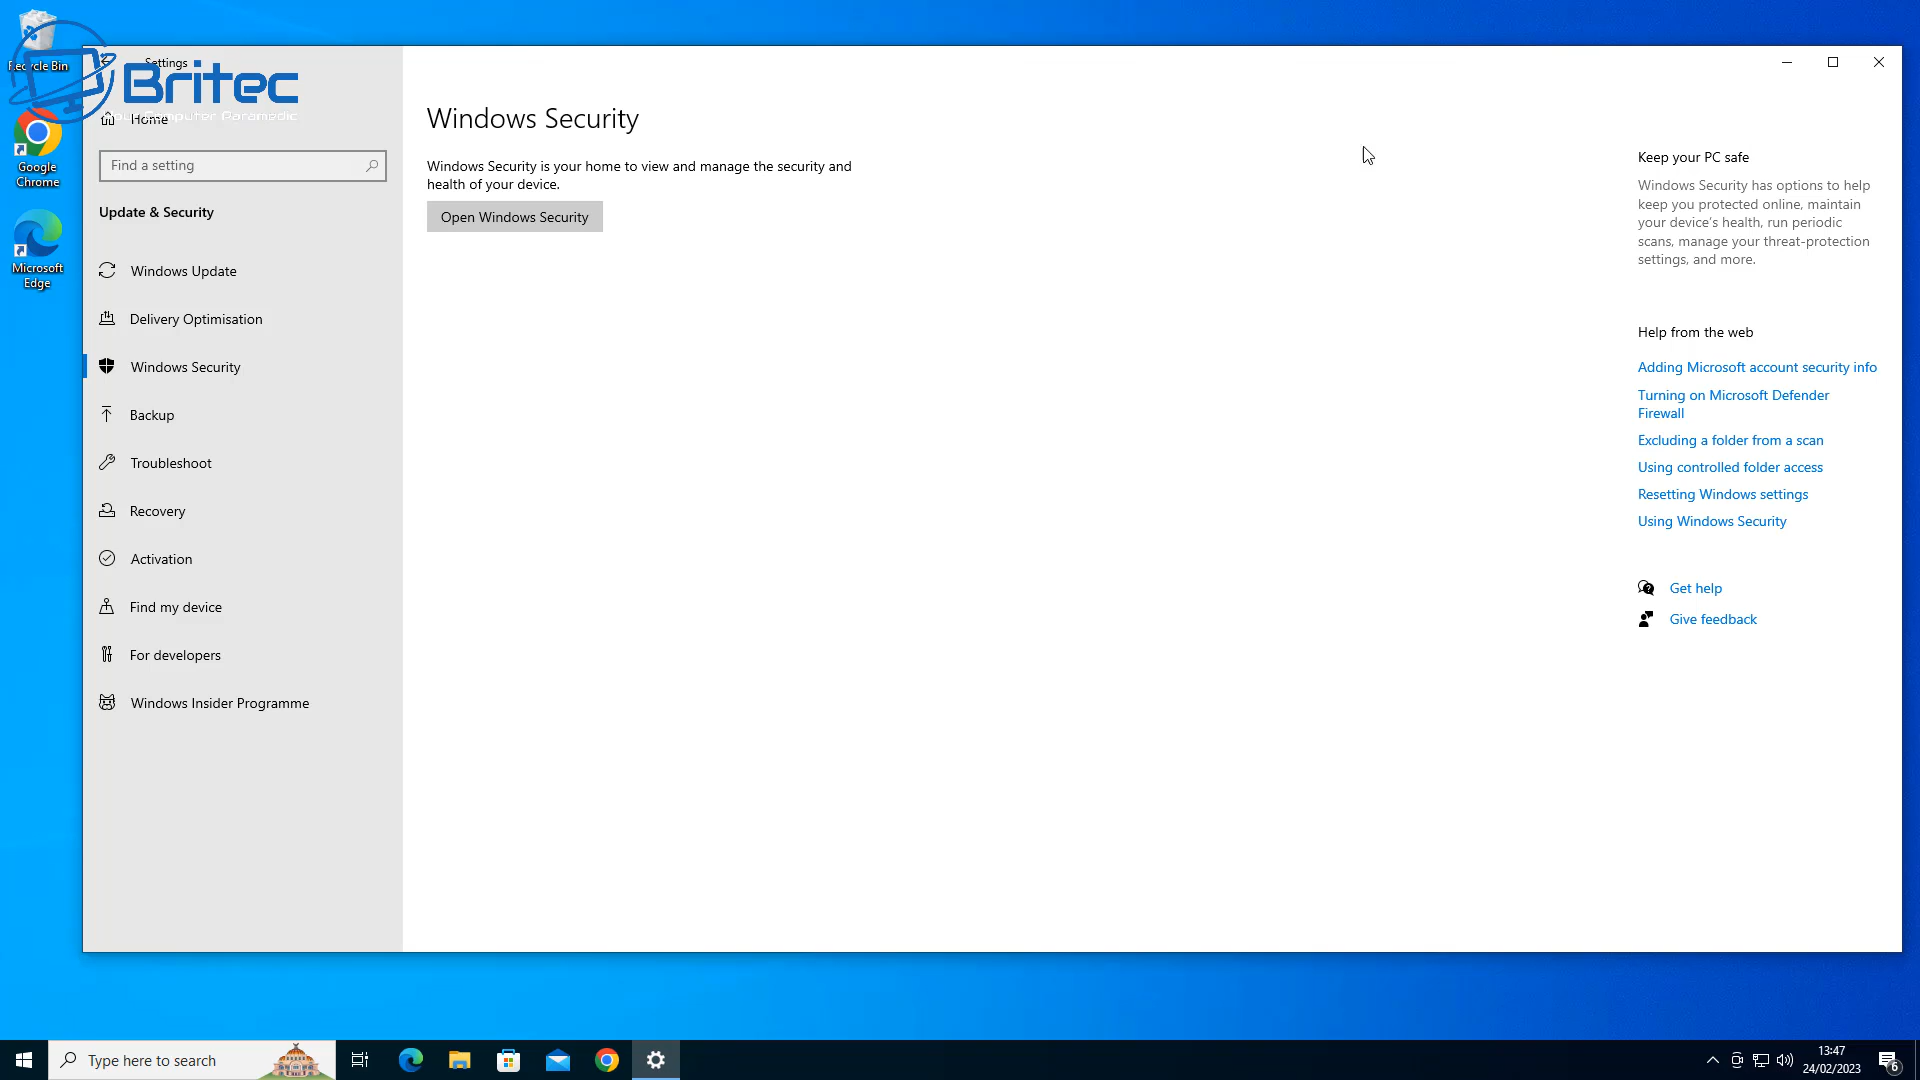 Recycle Bin
Settings
Britec
Your Computer Paramedic
Home
Google
Chrome
Microsoft
Edge
Find a setting
Update & Security
Windows Update
Delivery Optimisation
Windows Security
Backup
Troubleshoot
Recovery
Activation
Find my device
For developers
Windows Insider Programme
Windows Security
Windows Security is your home to view and manage the security and
health of your device.
Open Windows Security
Keep your PC safe
Windows Security has options to help
keep you protected online, maintain
your device's health, run periodic
scans, manage your threat-protection
settings, and more.
Help from the web
Adding Microsoft account security info
Turning on Microsoft Defender
Firewall
Excluding a folder from a scan
Using controlled folder access
Resetting Windows settings
Using Windows Security
Get help
Give feedback
Type here to search
13:47
24/02/2023
6